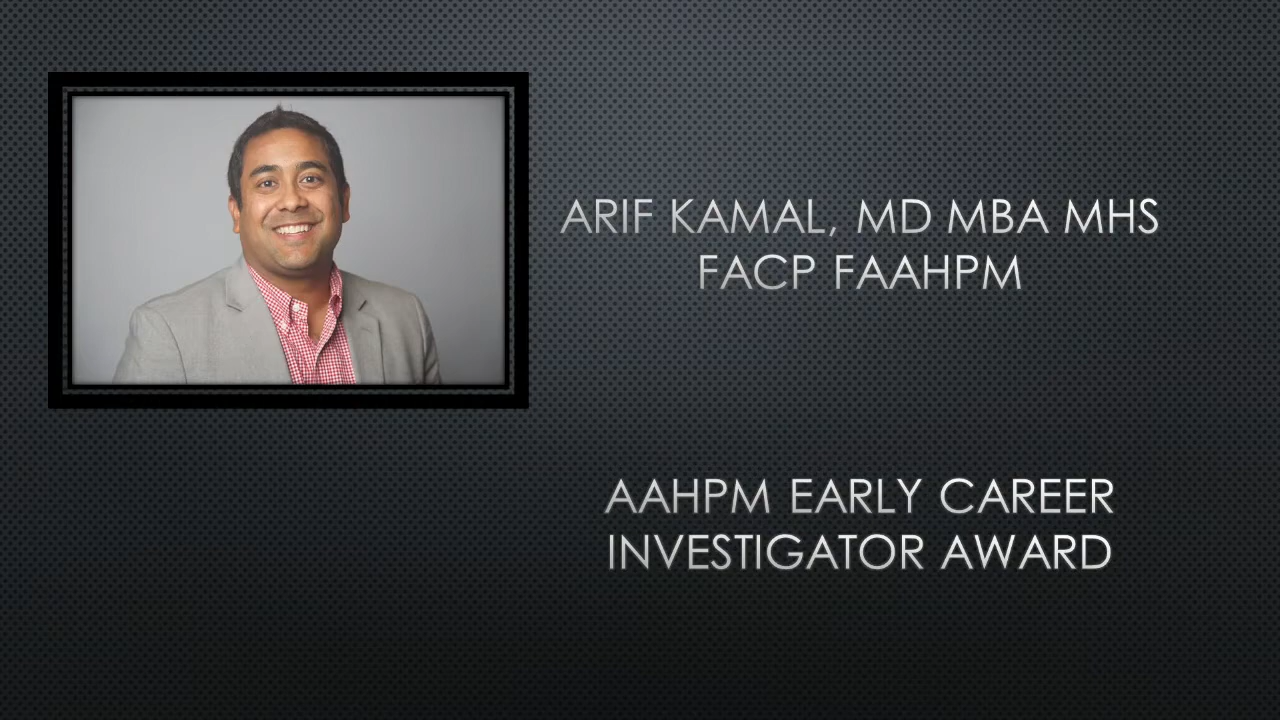 ARIF KAMAL, MD MBA MHS
FACP FAAHPM
AAHPM EARLY CAREER
INVESTIGATOR AWARD